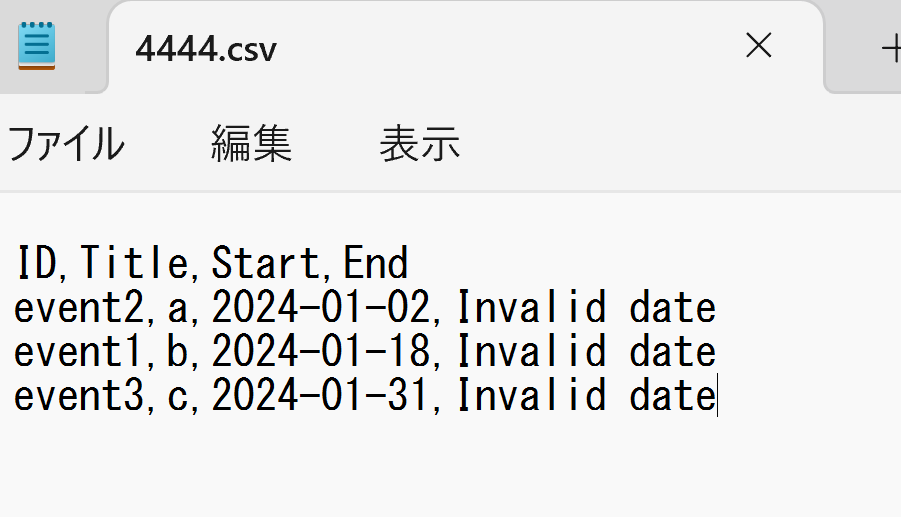 4444.csv
ファイル 編集 表示
ID,Title,Start,End
event2,a,2024-01-02,Invalid date
event1,b,2024-01-18,Invalid date
event3,c,2024-01-31,Invalid date